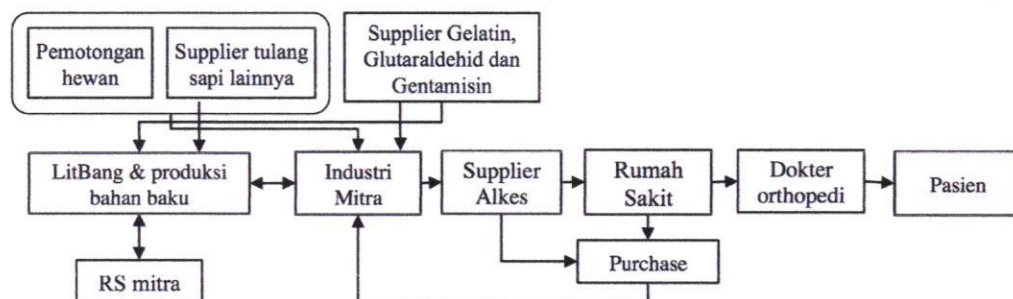 Pemotongan
hewan
Supplier tulang
sapi lainnya
Supplier Gelatin,
Glutaraldehid dan
Gentamisin
LitBang & produksi
bahan baku
Industri
Mitra
Supplier
Alkes
Rumah
Sakit
Dokter
orthopedi
Pasien
RS mitra
Purchase